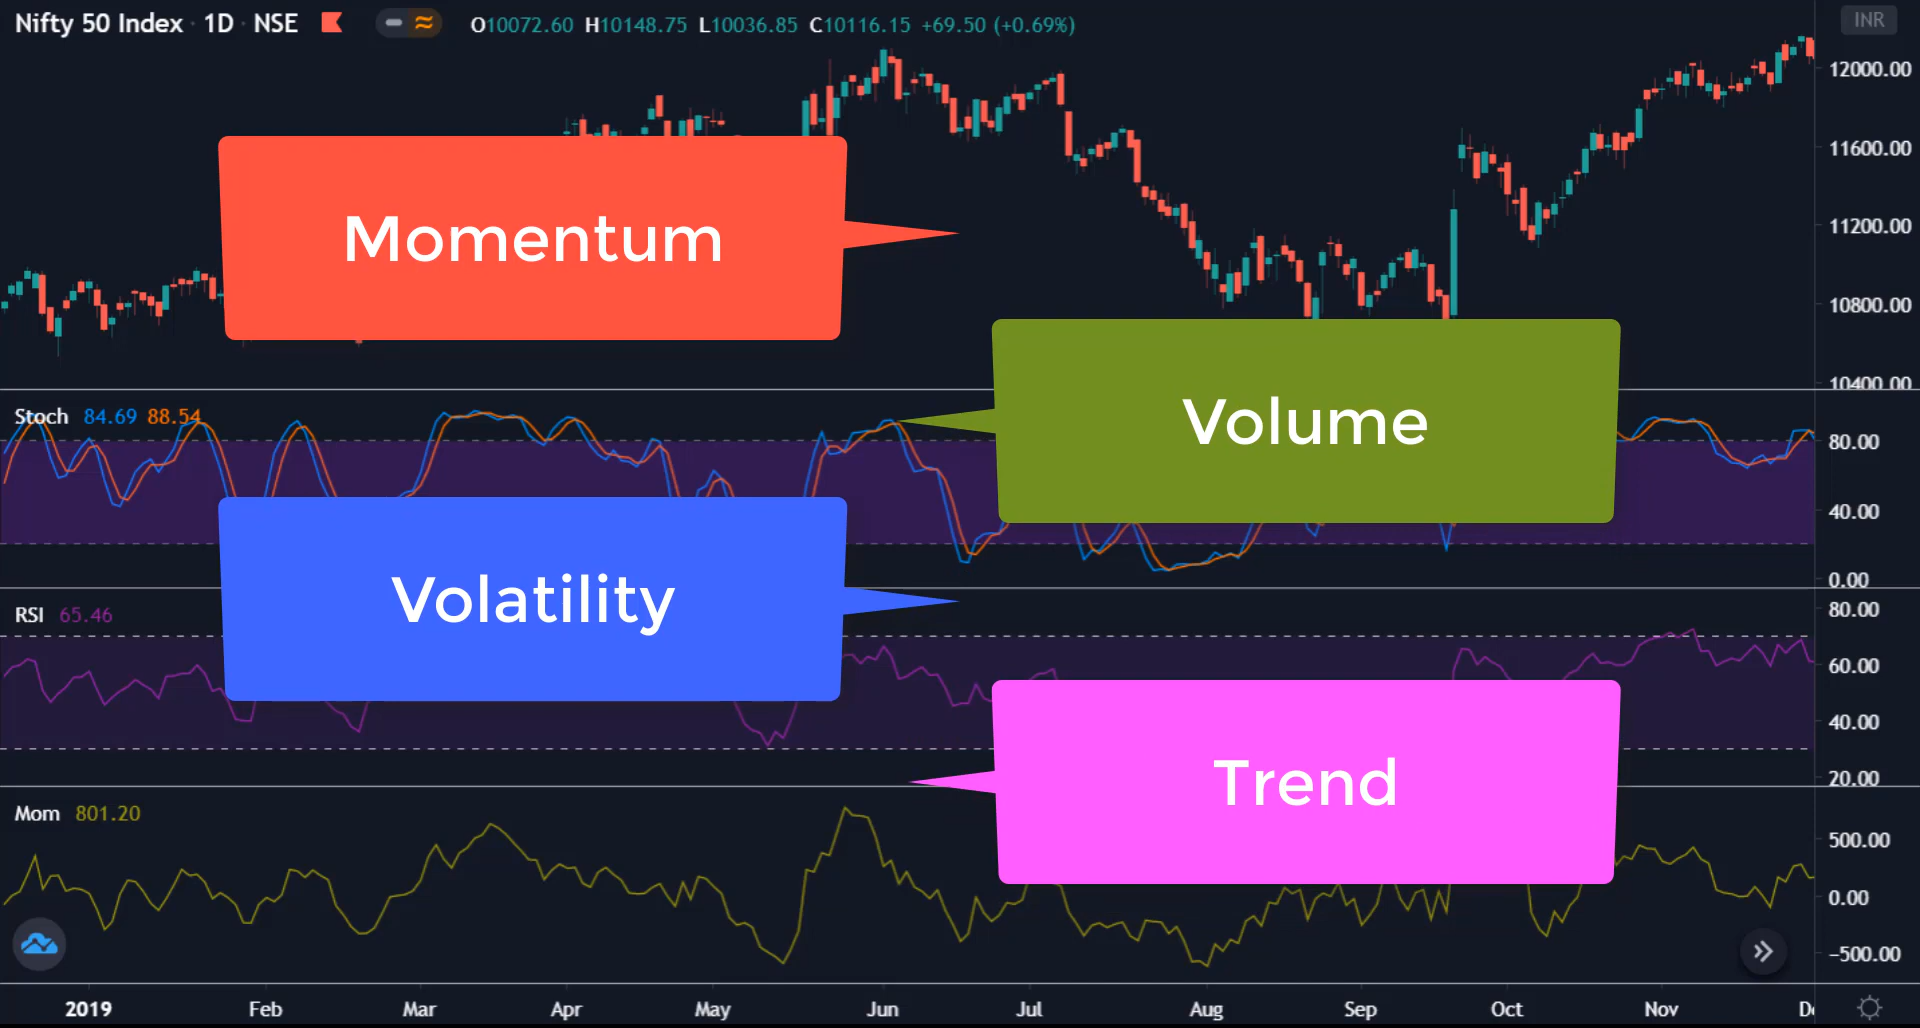 Nifty 50 Index · 1D · NSE O10072.60 H10148.75 L10036.85 C10116.15 +69.50 (+0.69%) INR
12000.00
11600.00
Momentum
11200.00
10800.00
10400.00
Stoch 84.69 88.54
Volume
80.00
40.00
0.00
Volatility
RSI 65.46
80.00
60.00
40.00
Trend
20.00
Mom 801.20
500.00
0.00
−500.00
2019 Feb Mar Apr May Jun Jul Aug Sep Oct Nov